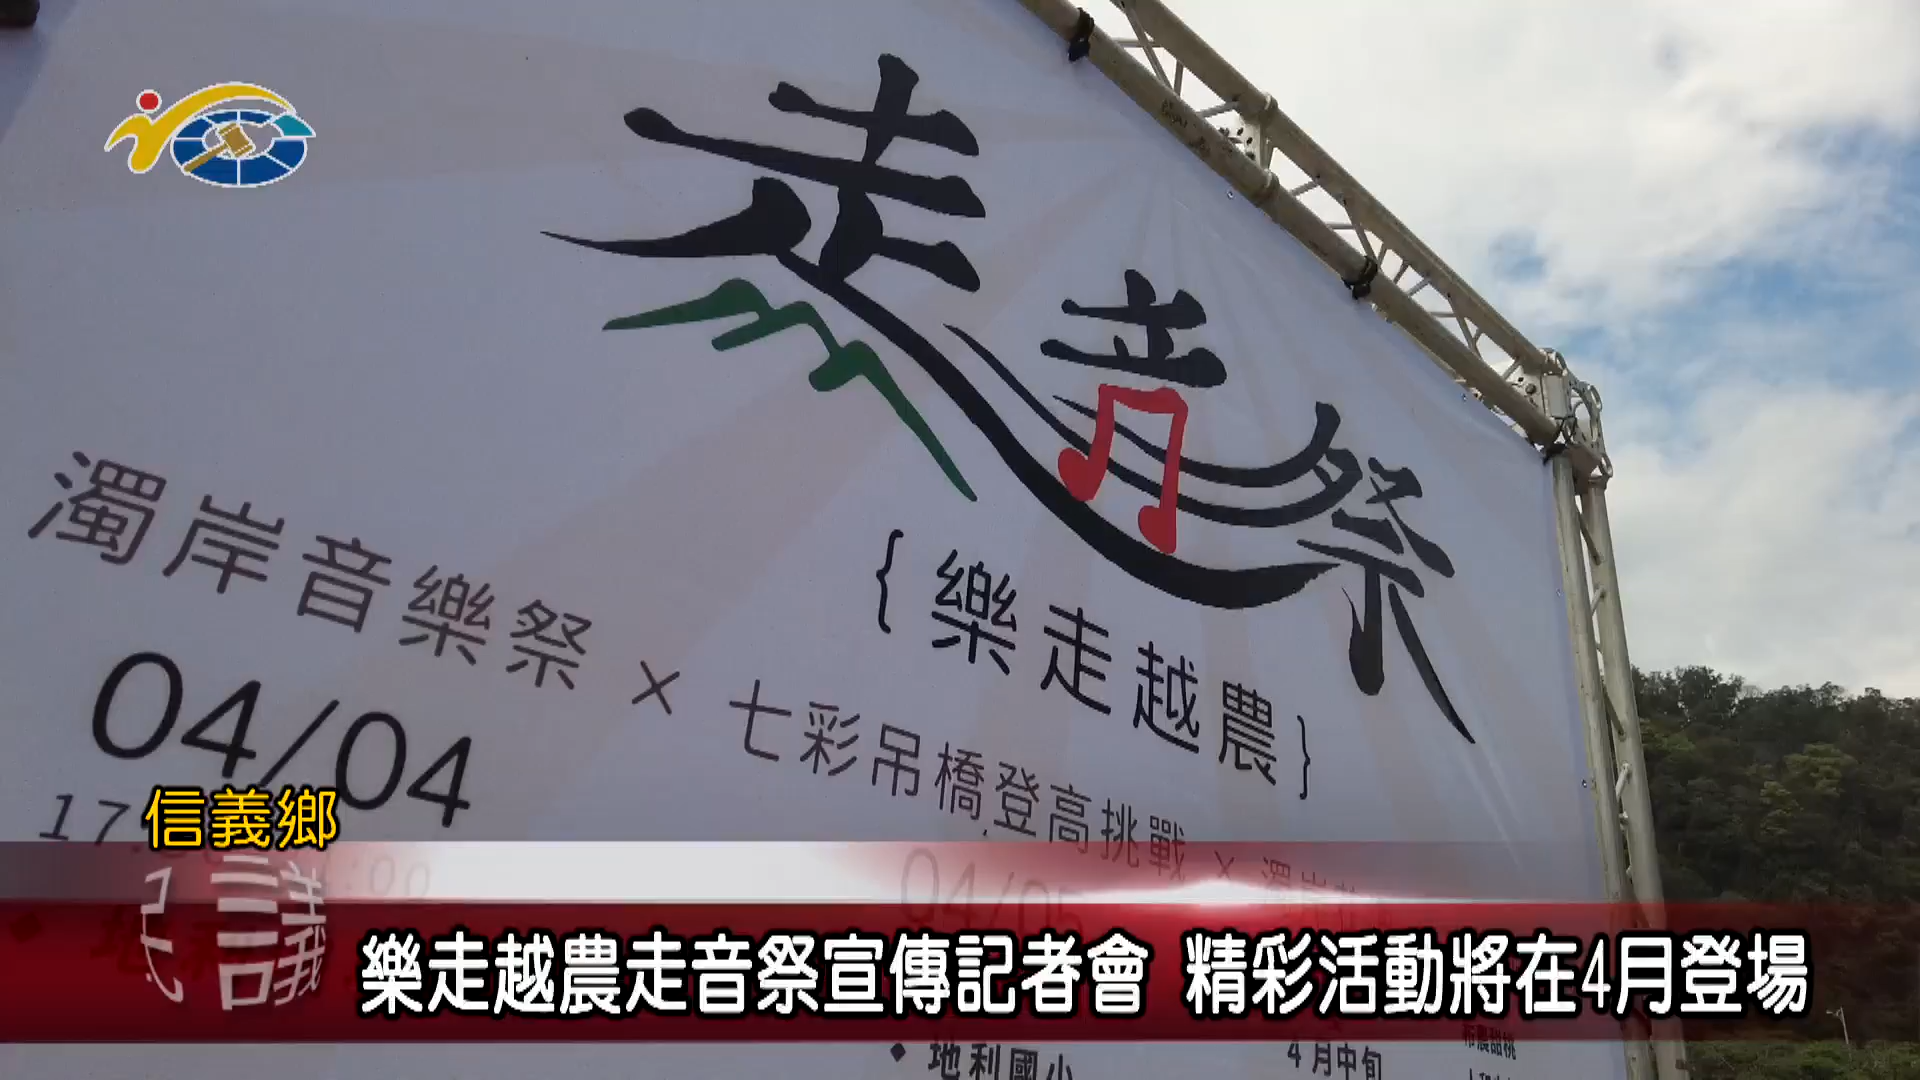 走音祭
{樂走越農}
濁岸音樂祭 × 七彩吊橋登高挑戰 ×
04/04
04/05
信義鄉
樂走越農走音祭宣傳記者會 精彩活動將在4月登場
地利國小
4月中旬